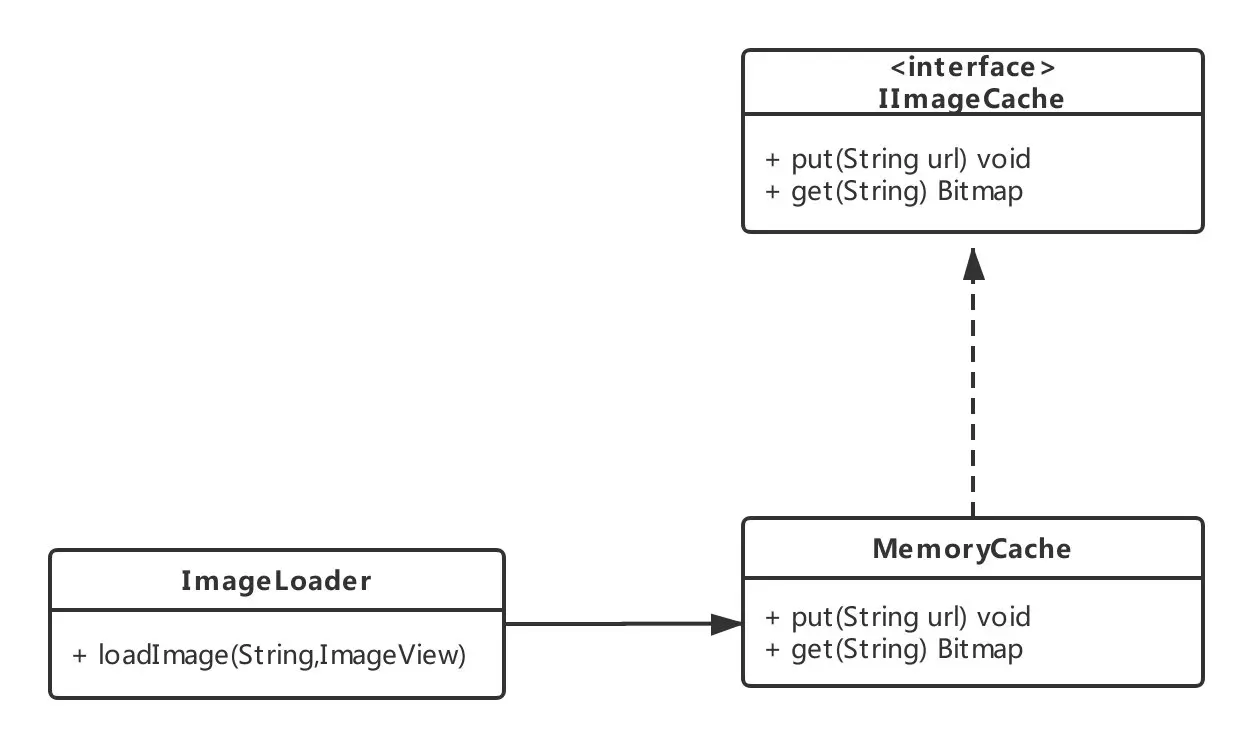 <interface>
IImageCache
+ put(String url) void
+ get(String) Bitmap
MemoryCache
+ put(String url) void
+ get(String) Bitmap
ImageLoader
+ loadImage(String,ImageView)